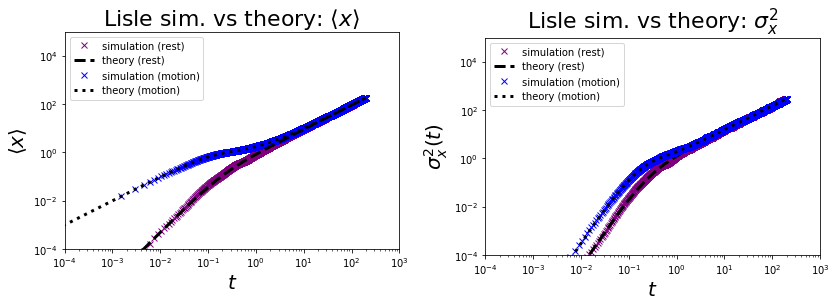 Lisle sim. vs theory: ⟨x⟩
simulation (rest)
theory (rest)
simulation (motion)
theory (motion)
⟨x⟩
10⁴
10²
10⁰
10⁻²
10⁻⁴
10⁻⁴ 10⁻³ 10⁻² 10⁻¹ 10⁰ 10¹ 10² 10³
t
Lisle sim. vs theory: σₓ²
simulation (rest)
theory (rest)
simulation (motion)
theory (motion)
σₓ²(t)
10⁴
10²
10⁰
10⁻²
10⁻⁴
10⁻⁴ 10⁻³ 10⁻² 10⁻¹ 10⁰ 10¹ 10² 10³
t